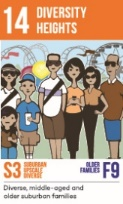 14 DIVERSITY
HEIGHTS
S3 SUBURBAN
UPSCALE
DIVERSE
OLDER
FAMILIES F9
Diverse, middle-aged and
older suburban families